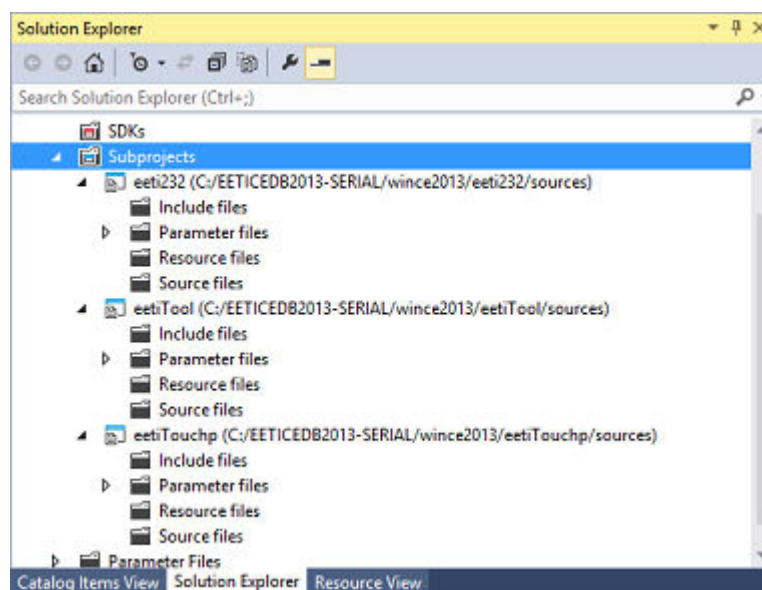 Solution Explorer
Search Solution Explorer (Ctrl+;)
SDKs
Subprojects
eeti232 (C:/EETICEDB2013-SERIAL/wince2013/eeti232/sources)
Include files
Parameter files
Resource files
Source files
eetiTool (C:/EETICEDB2013-SERIAL/wince2013/eetiTool/sources)
Include files
Parameter files
Resource files
Source files
eetiTouchp (C:/EETICEDB2013-SERIAL/wince2013/eetiTouchp/sources)
Include files
Parameter files
Resource files
Source files
Parameter Files
Catalog Items View Solution Explorer Resource View